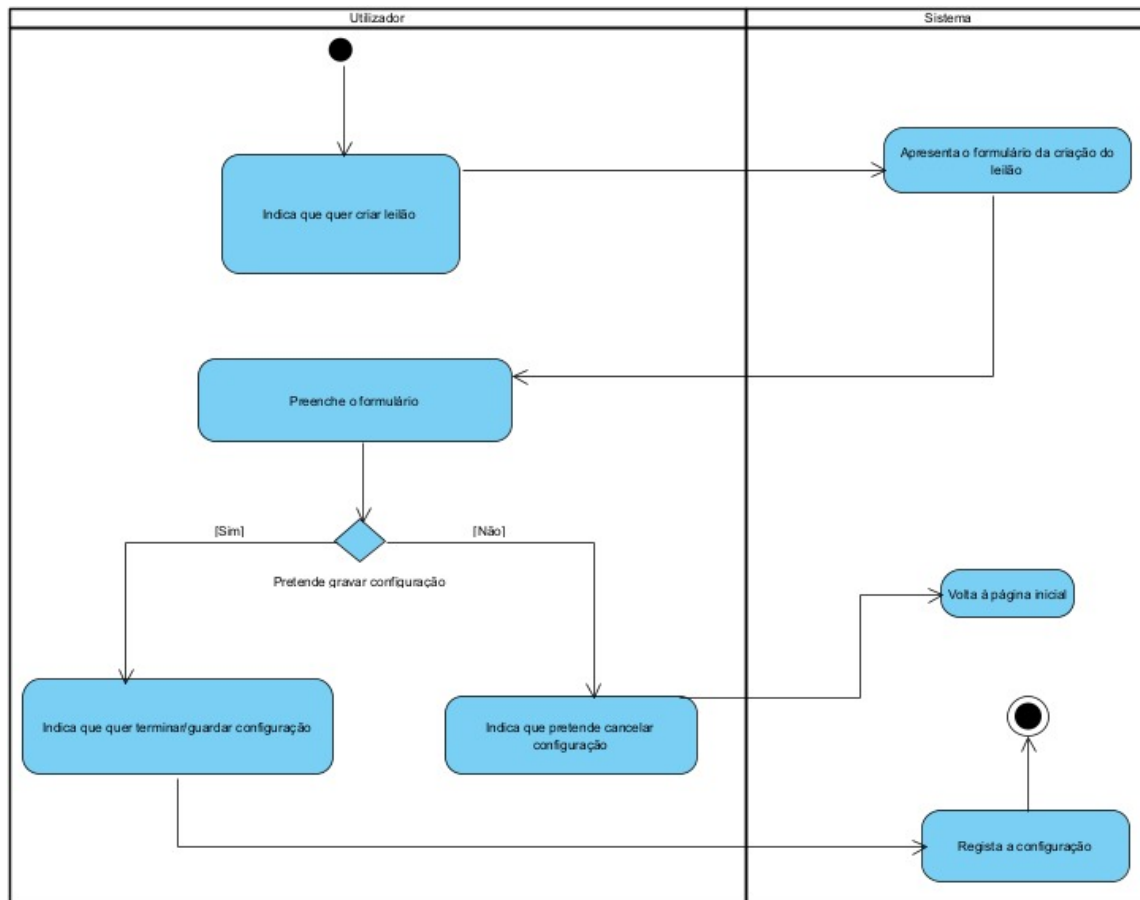 Utilizador
Sistema
Apresenta o formulário da criação do
leilão
Indica que quer criar leilão
Preenche o formulário
[Sim]
[Não]
Pretende gravar configuração
Volta á página inicial
Indica que quer terminar/guardar configuração
Indica que pretende cancelar
configuração
Regista a configuração